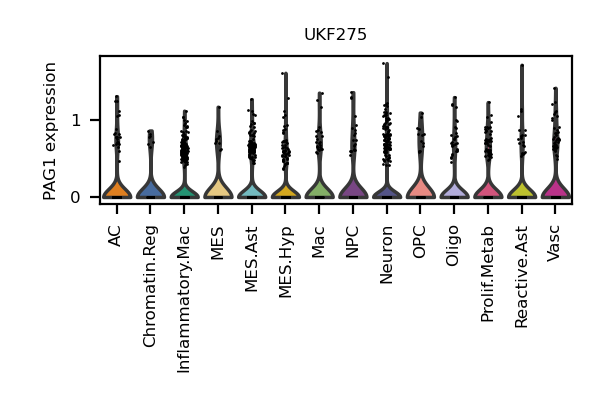 UKF275
PAG1 expression
1
0
AC
Chromatin.Reg
Inflammatory.Mac
MES
MES.Ast
MES.Hyp
Mac
NPC
Neuron
OPC
Oligo
Prolif.Metab
Reactive.Ast
Vasc